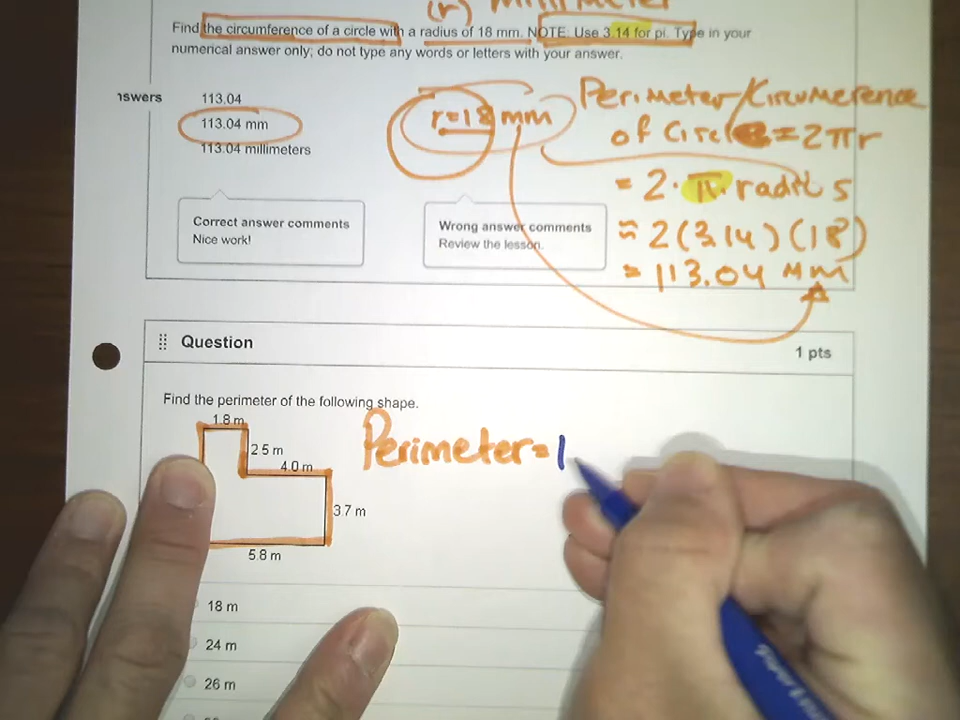 (r) millimeter
Find the circumference of a circle with a radius of 18 mm. NOTE: Use 3.14 for pi. Type in your
numerical answer only; do not type any words or letters with your answer.
nswers
113.04
113.04 mm
113.04 millimeters
r=18 mm
Perimeter/Circumerence
of Circle = 2πr
= 2·π·radius
≈ 2(3.14)(18)
= 113.04 mm
Correct answer comments
Nice work!
Wrong answer comments
Review the lesson.
Question
1 pts
Find the perimeter of the following shape.
1.8 m
2.5 m
4.0 m
3.7 m
5.8 m
Perimeter = 1
18 m
24 m
26 m